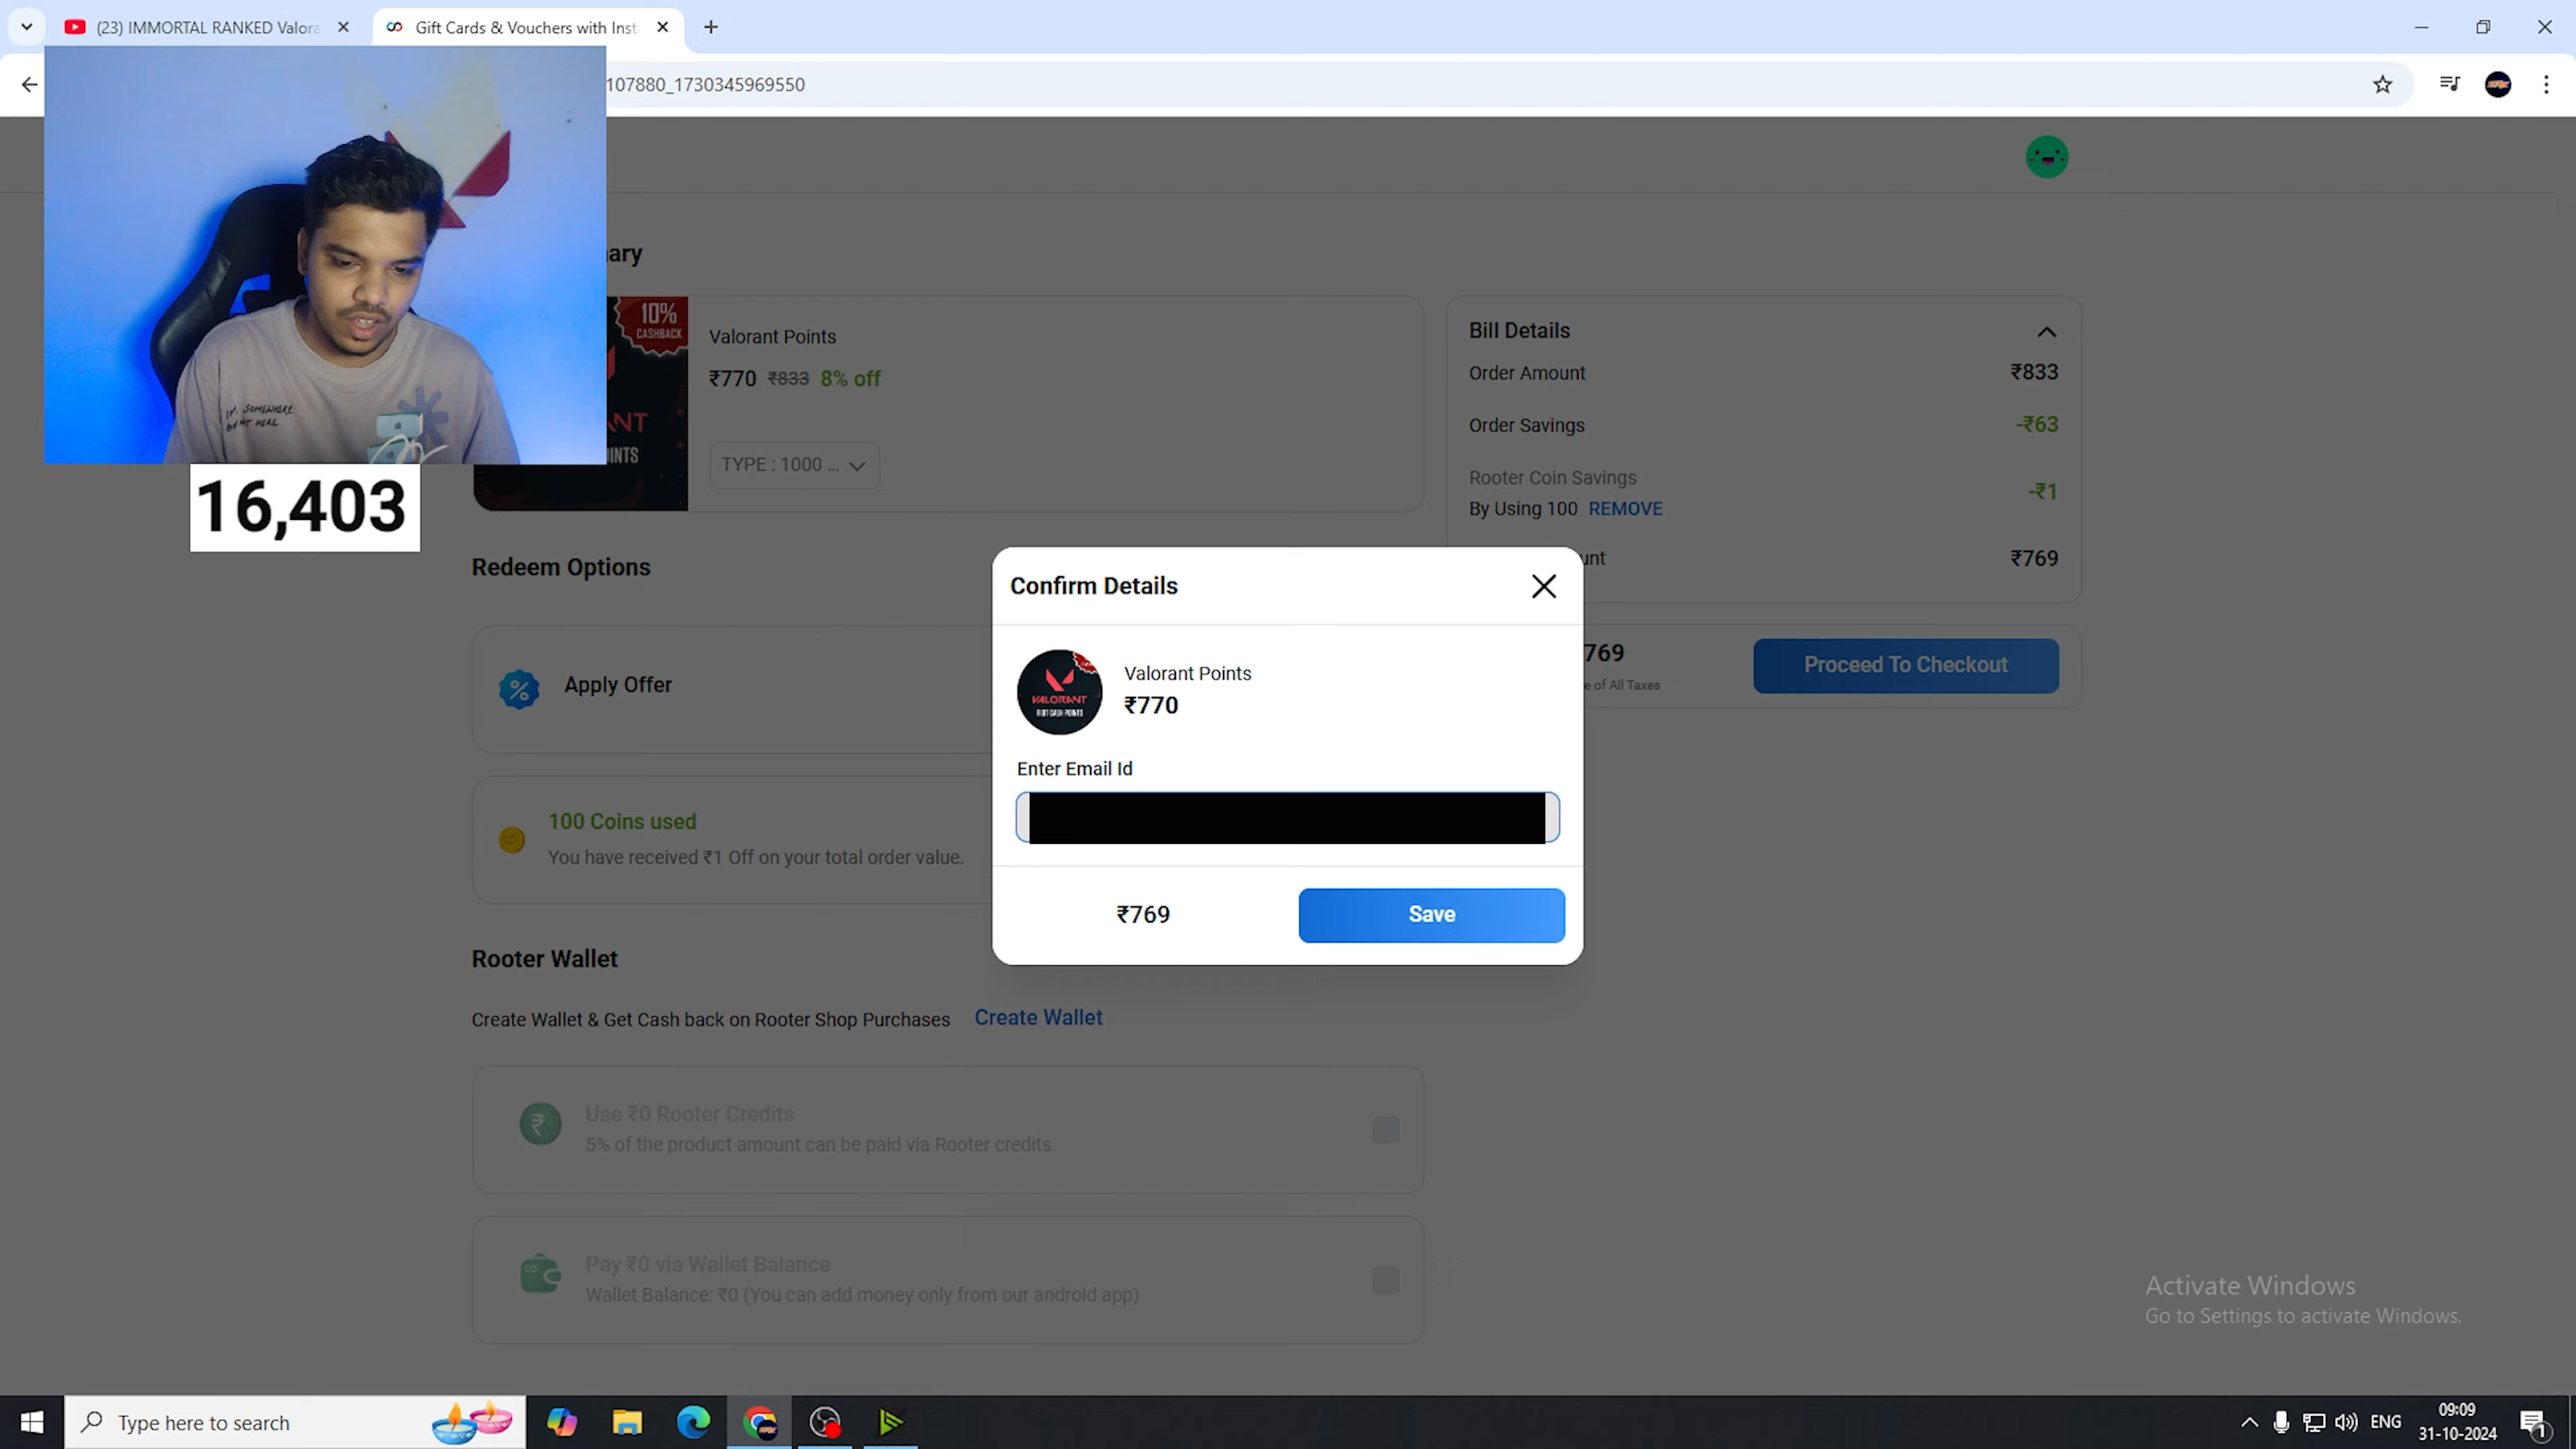 (23) IMMORTAL RANKED Valora
Gift Cards & Vouchers with Insta
107880_1730345969550
ary
10%
CASHBACK
NT
INTS
Valorant Points
₹770 ₹833 8% off
TYPE : 1000 ...
Bill Details
Order Amount ₹833
Order Savings -₹63
Rooter Coin Savings
By Using 100 REMOVE -₹1
unt ₹769
16,403
Redeem Options
Apply Offer
769
e of All Taxes
Proceed To Checkout
100 Coins used
You have received ₹1 Off on your total order value.
Confirm Details
VALORANT
Valorant Points
₹770
Enter Email Id
₹769
Save
Rooter Wallet
Create Wallet & Get Cash back on Rooter Shop Purchases Create Wallet
Use ₹0 Rooter Credits
5% of the product amount can be paid via Rooter credits.
Pay ₹0 via Wallet Balance
Wallet Balance: ₹0 (You can add money only from our android app)
Activate Windows
Go to Settings to activate Windows.
Type here to search
ENG
09:09
31-10-2024
1